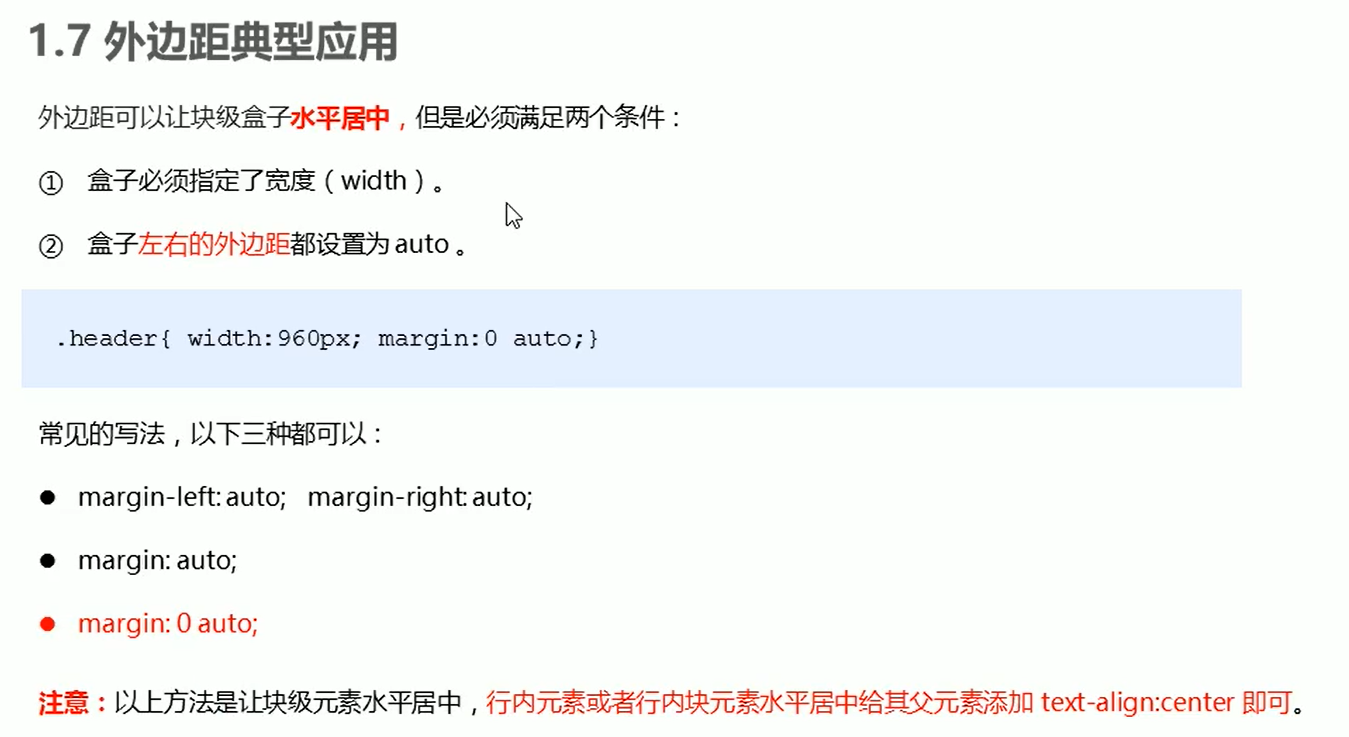 1.7 外边距典型应用
外边距可以让块级盒子水平居中，但是必须满足两个条件：
① 盒子必须指定了宽度（width）。
② 盒子左右的外边距都设置为 auto 。
.header{ width:960px; margin:0 auto;}
常见的写法，以下三种都可以：
● margin-left: auto; margin-right: auto;
● margin: auto;
● margin: 0 auto;
注意：以上方法是让块级元素水平居中，行内元素或者行内块元素水平居中给其父元素添加 text-align:center 即可。